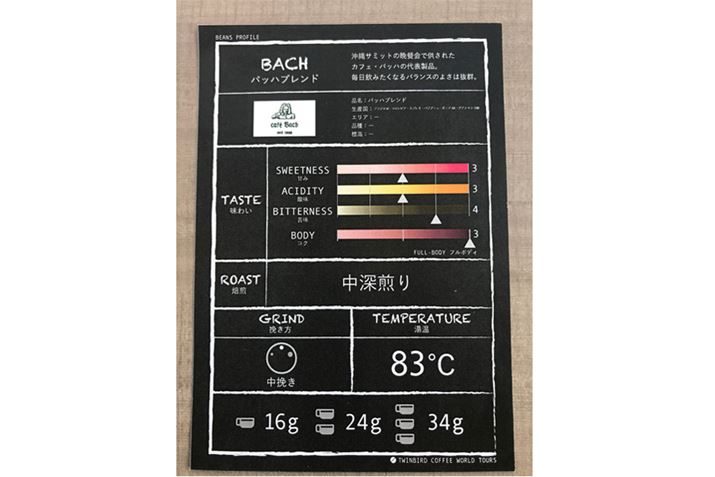 BEANS PROFILE
BACH
バッハブレンド
沖縄サミットの晩餐会で供された
カフェ・バッハの代表製品。
毎日飲みたくなるバランスのよさは抜群。
café Bach
品名：バッハブレンド
生産国：
エリア：ー
品種：ー
標高：ー
TASTE
味わい
SWEETNESS 3
甘み
ACIDITY 3
酸味
BITTERNESS 4
苦味
BODY 3
コク
FULL-BODY フルボディ
ROAST
焙煎
中深煎り
GRIND
挽き方
TEMPERATURE
湯温
中挽き
83℃
16g 24g 34g
TWINBIRD COFFEE WORLD TOURS